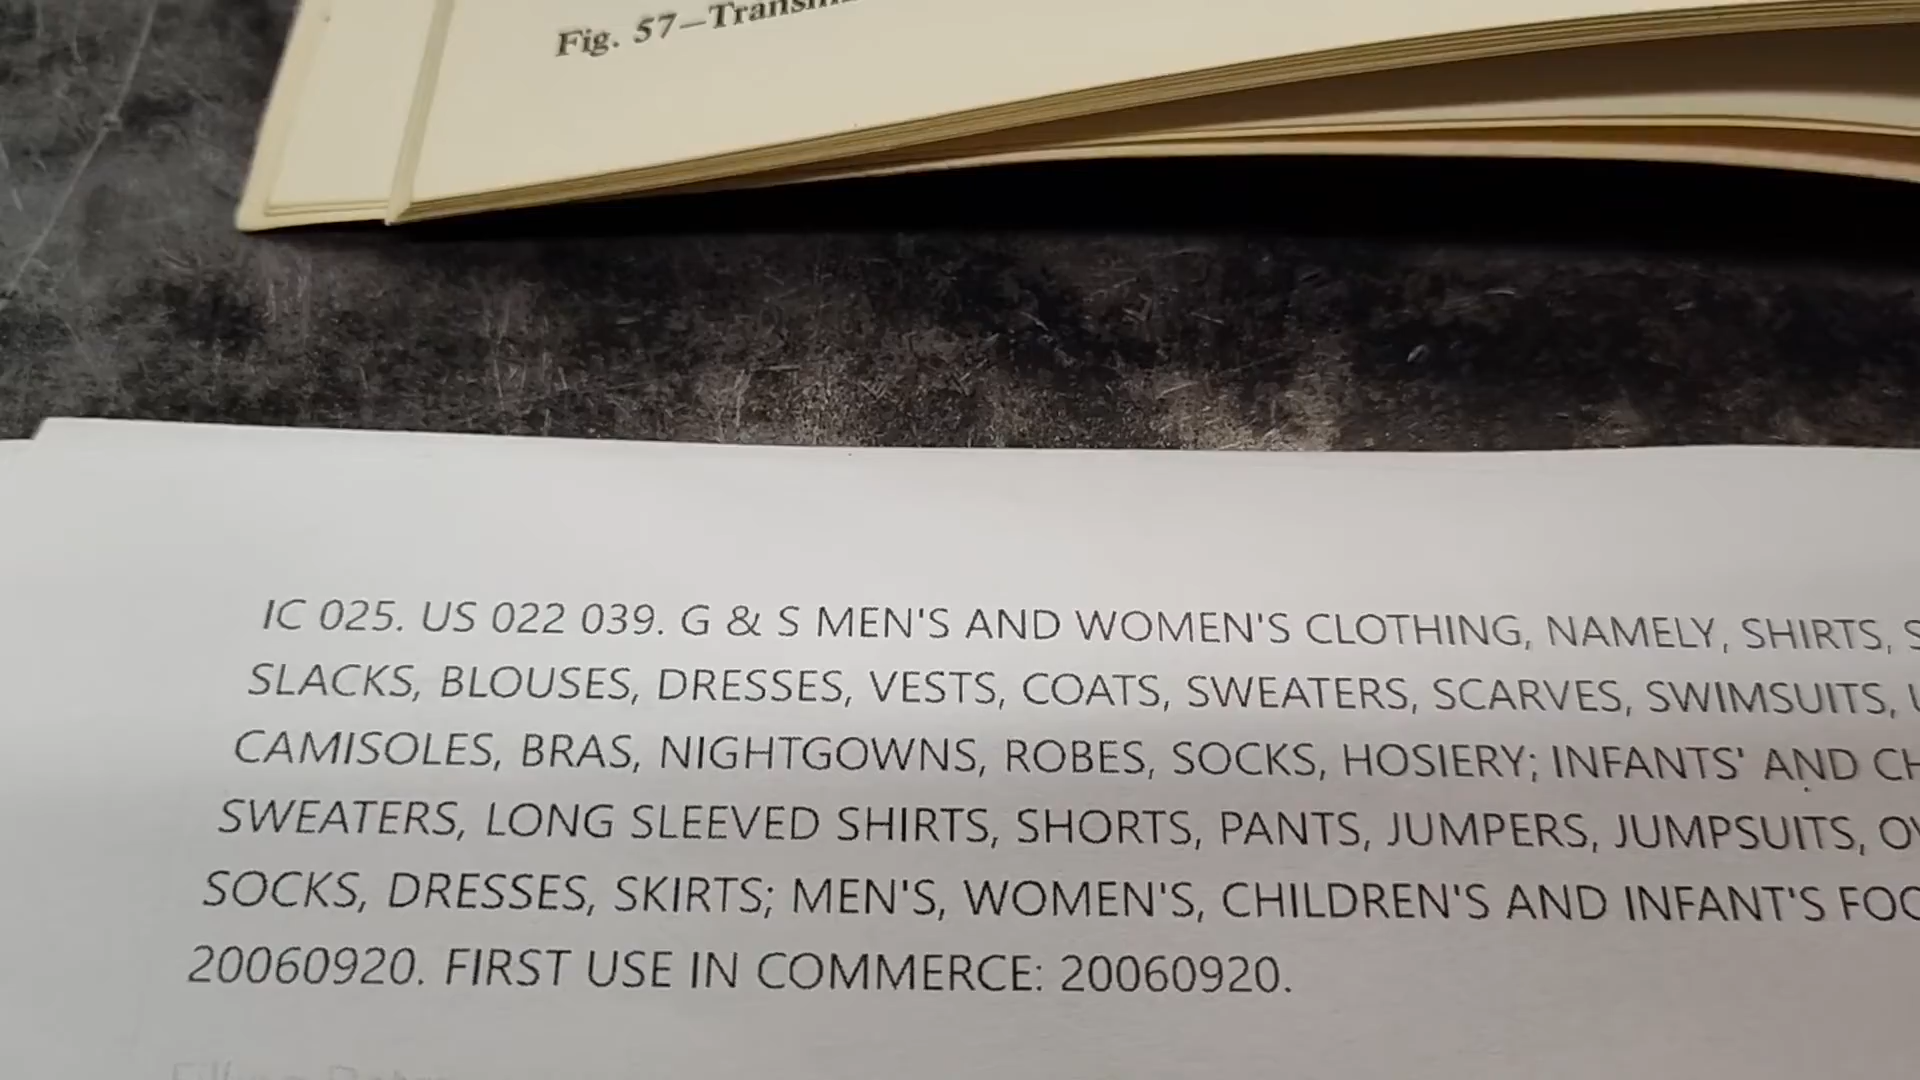 Fig. 57—
IC 025. US 022 039. G & S MEN'S AND WOMEN'S CLOTHING, NAMELY, SHIRTS,
SLACKS, BLOUSES, DRESSES, VESTS, COATS, SWEATERS, SCARVES, SWIMSUITS,
CAMISOLES, BRAS, NIGHTGOWNS, ROBES, SOCKS, HOSIERY; INFANTS' AND
SWEATERS, LONG SLEEVED SHIRTS, SHORTS, PANTS, JUMPERS, JUMPSUITS,
SOCKS, DRESSES, SKIRTS; MEN'S, WOMEN'S, CHILDREN'S AND INFANT'S
20060920. FIRST USE IN COMMERCE: 20060920.